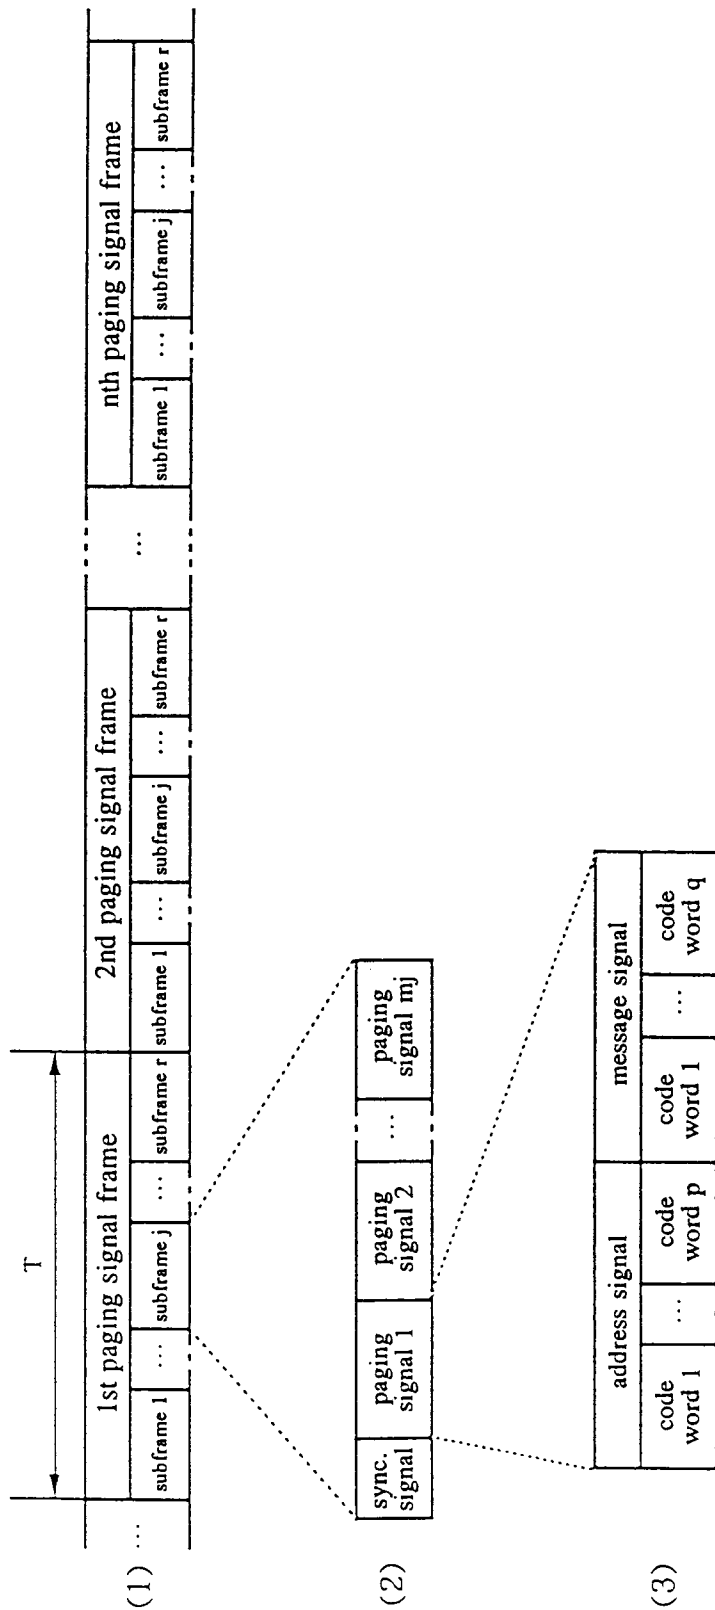 T
(1)
...
1st paging signal frame
2nd paging signal frame
...
nth paging signal frame
subframe 1
...
subframe j
...
subframe r
subframe 1
...
subframe j
...
subframe r
subframe 1
...
subframe j
...
subframe r
(2)
sync.
signal
paging
signal 1
paging
signal 2
...
paging
signal mj
(3)
address signal
message signal
code
word 1
...
code
word p
code
word 1
...
code
word q